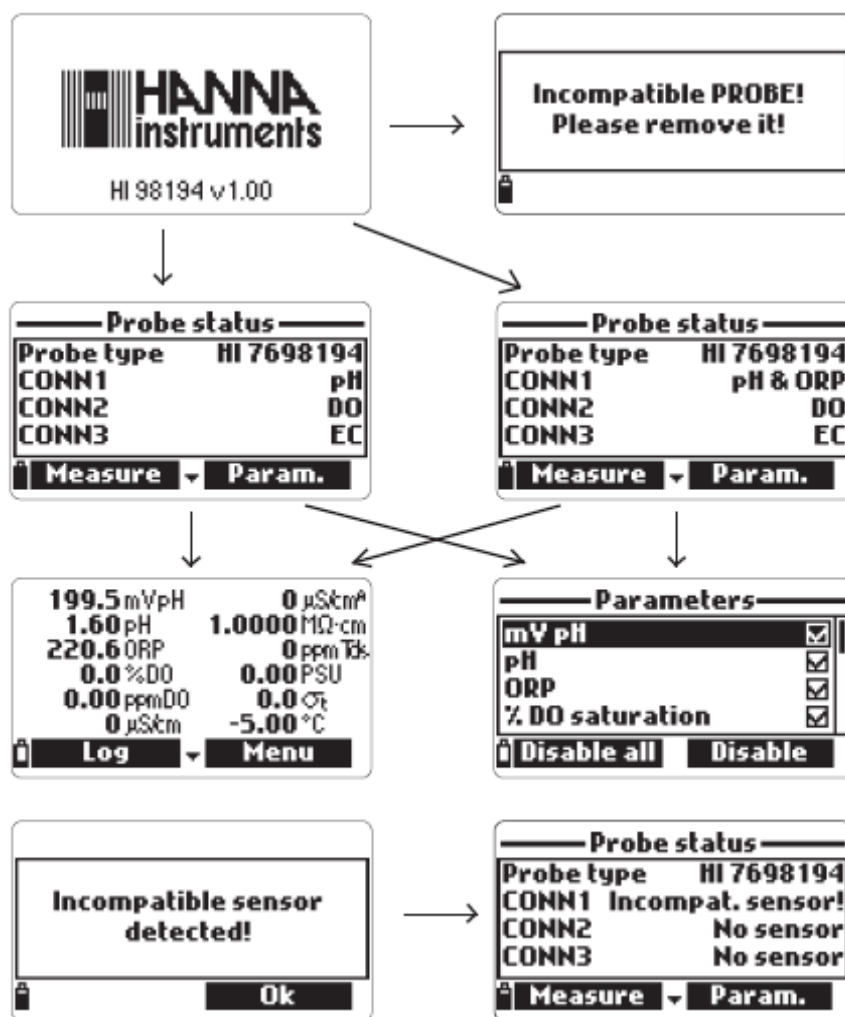 HANNA
instruments
HI 98194 v1.00
Incompatible PROBE!
Please remove it!
Probe status
Probe type HI 7698194
CONN1 pH
CONN2 DO
CONN3 EC
Measure Param.
Probe status
Probe type HI 7698194
CONN1 pH & ORP
CONN2 DO
CONN3 EC
Measure Param.
199.5 mVpH 0 µS/cmᴬ
1.60 pH 1.0000 MΩ·cm
220.6 ORP 0 ppm Tds
0.0 %DO 0.00 PSU
0.00 ppmDO 0.0 σt
0 µS/cm -5.00 °C
Log Menu
Parameters
mV pH
pH
ORP
% DO saturation
Disable all Disable
Incompatible sensor
detected!
Ok
Probe status
Probe type HI 7698194
CONN1 Incompat. sensor!
CONN2 No sensor
CONN3 No sensor
Measure Param.